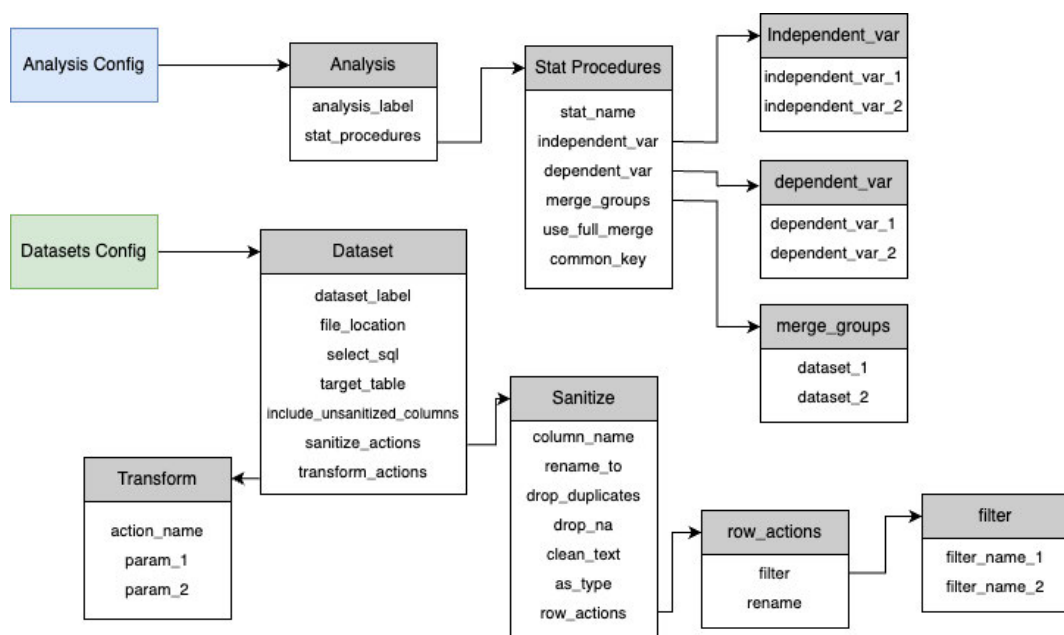 Analysis Config
Analysis
analysis_label
stat_procedures
Stat Procedures
stat_name
independent_var
dependent_var
merge_groups
use_full_merge
common_key
Independent_var
independent_var_1
independent_var_2
dependent_var
dependent_var_1
dependent_var_2
merge_groups
dataset_1
dataset_2
Datasets Config
Dataset
dataset_label
file_location
select_sql
target_table
include_unsanitized_columns
sanitize_actions
transform_actions
Transform
action_name
param_1
param_2
Sanitize
column_name
rename_to
drop_duplicates
drop_na
clean_text
as_type
row_actions
row_actions
filter
rename
filter
filter_name_1
filter_name_2